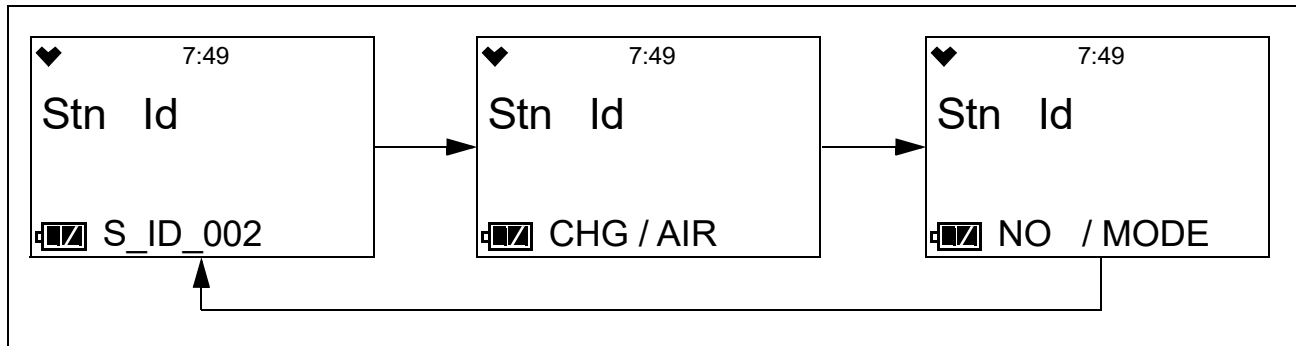 7:49
Stn Id
S_ID_002
7:49
Stn Id
CHG / AIR
7:49
Stn Id
NO / MODE